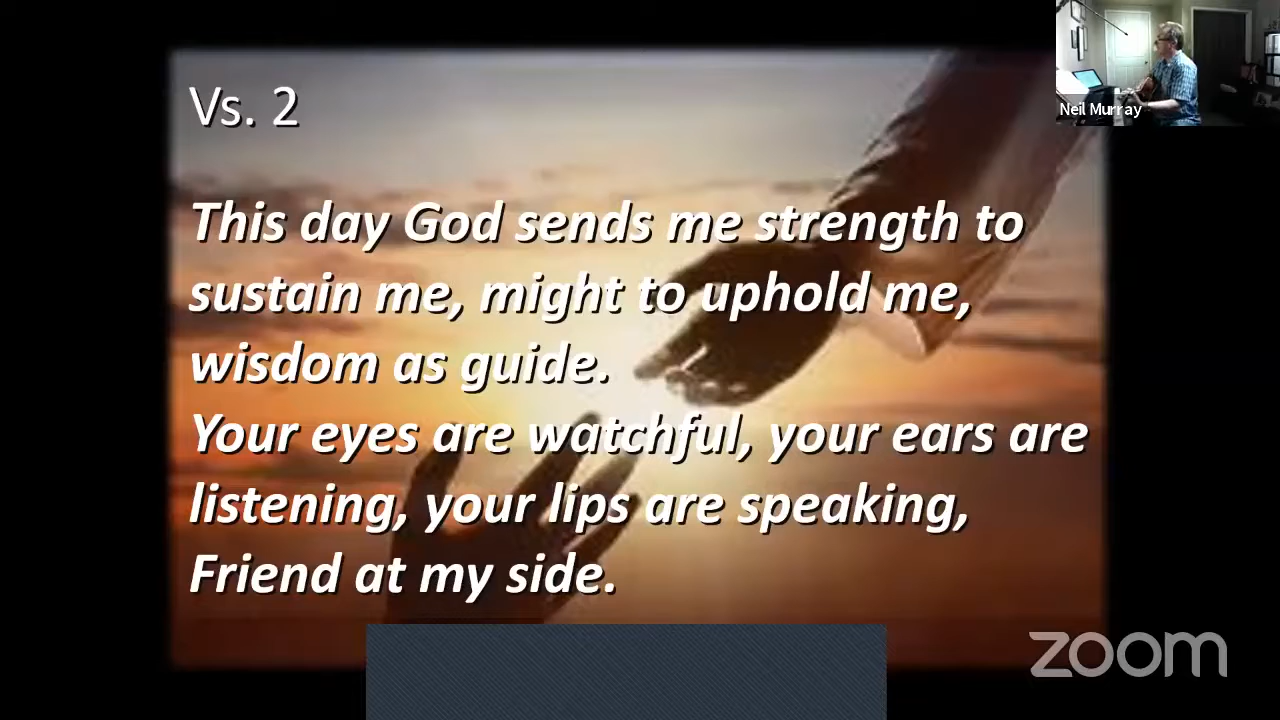 Vs. 2
This day God sends me strength to
sustain me, might to uphold me,
wisdom as guide.
Your eyes are watchful, your ears are
listening, your lips are speaking,
Friend at my side.
Neil Murray
zoom